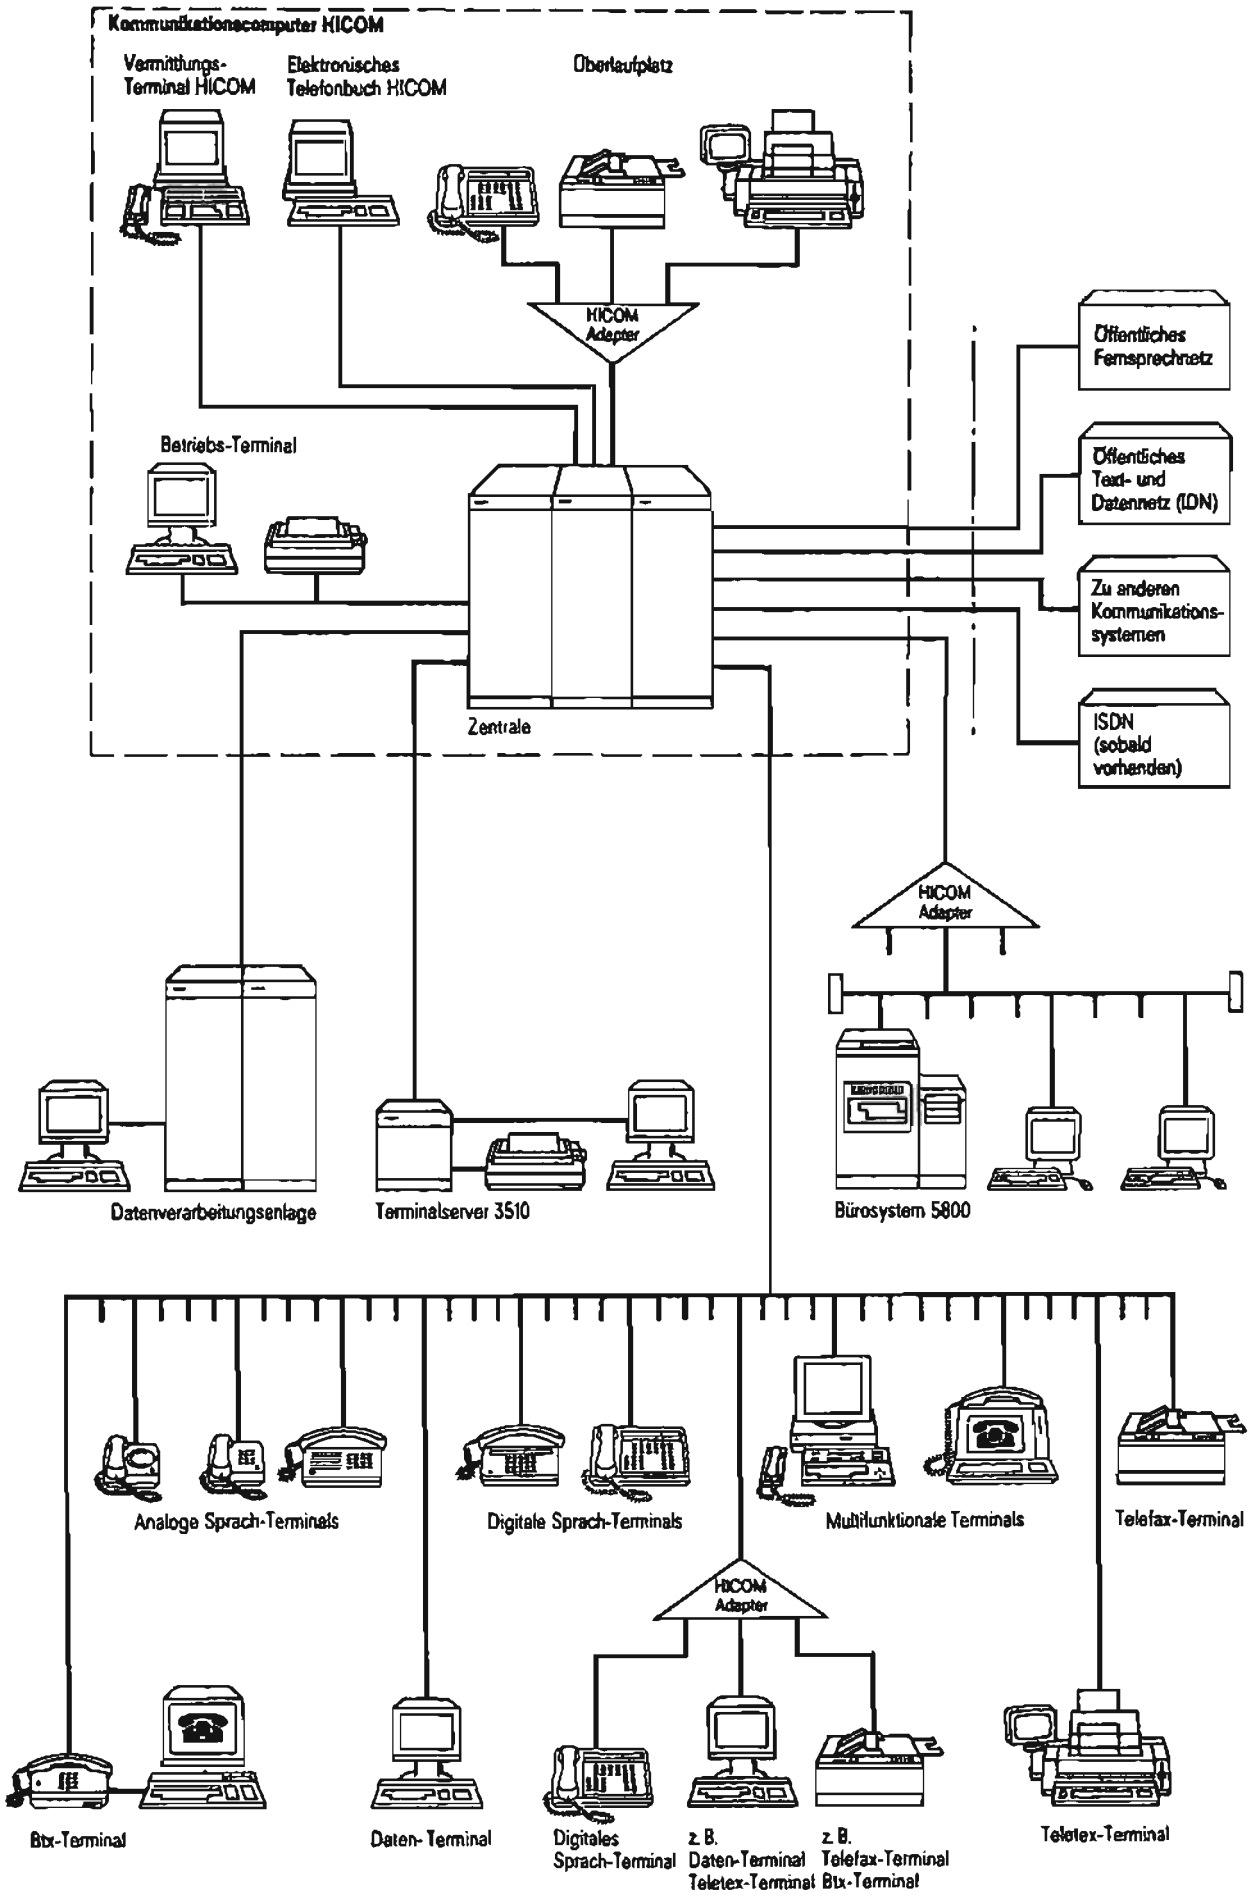 Kommunikationscomputer HICOM
Vermittlungs-
Terminal HICOM
Elektronisches
Telefonbuch HICOM
Überlaufplatz
HICOM
Adapter
Öffentliches
Fernsprechnetz
Betriebs-Terminal
Öffentliches
Text- und
Datennetz (IDN)
Zu anderen
Kommunikations-
systemen
Zentrale
ISDN
(sobald
vorhanden)
HICOM
Adapter
Datenverarbeitungsanlage
Terminalserver 3510
Bürosystem 5800
Analoge Sprach-Terminals
Digitale Sprach-Terminals
Multifunktionale Terminals
Telefax-Terminal
HICOM
Adapter
Btx-Terminal
Daten-Terminal
Digitales
Sprach-Terminal
z. B.
Daten-Terminal
Teletex-Terminal
z. B.
Telefax-Terminal
Btx-Terminal
Teletex-Terminal